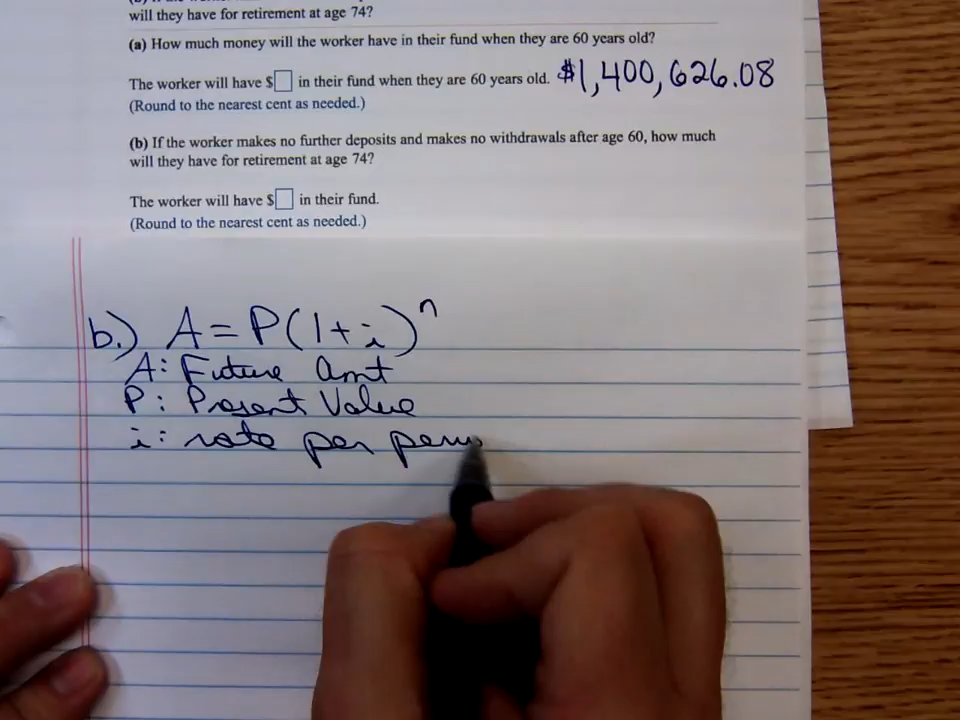 will they have for retirement at age 74?
(a) How much money will the worker have in their fund when they are 60 years old?
The worker will have $ in their fund when they are 60 years old. $1,400,626.08
(Round to the nearest cent as needed.)
(b) If the worker makes no further deposits and makes no withdrawals after age 60, how much
will they have for retirement at age 74?
The worker will have $ in their fund.
(Round to the nearest cent as needed.)
b.) A=P(1+i)^n
A: Future Amt
P: Present Value
i: rate per